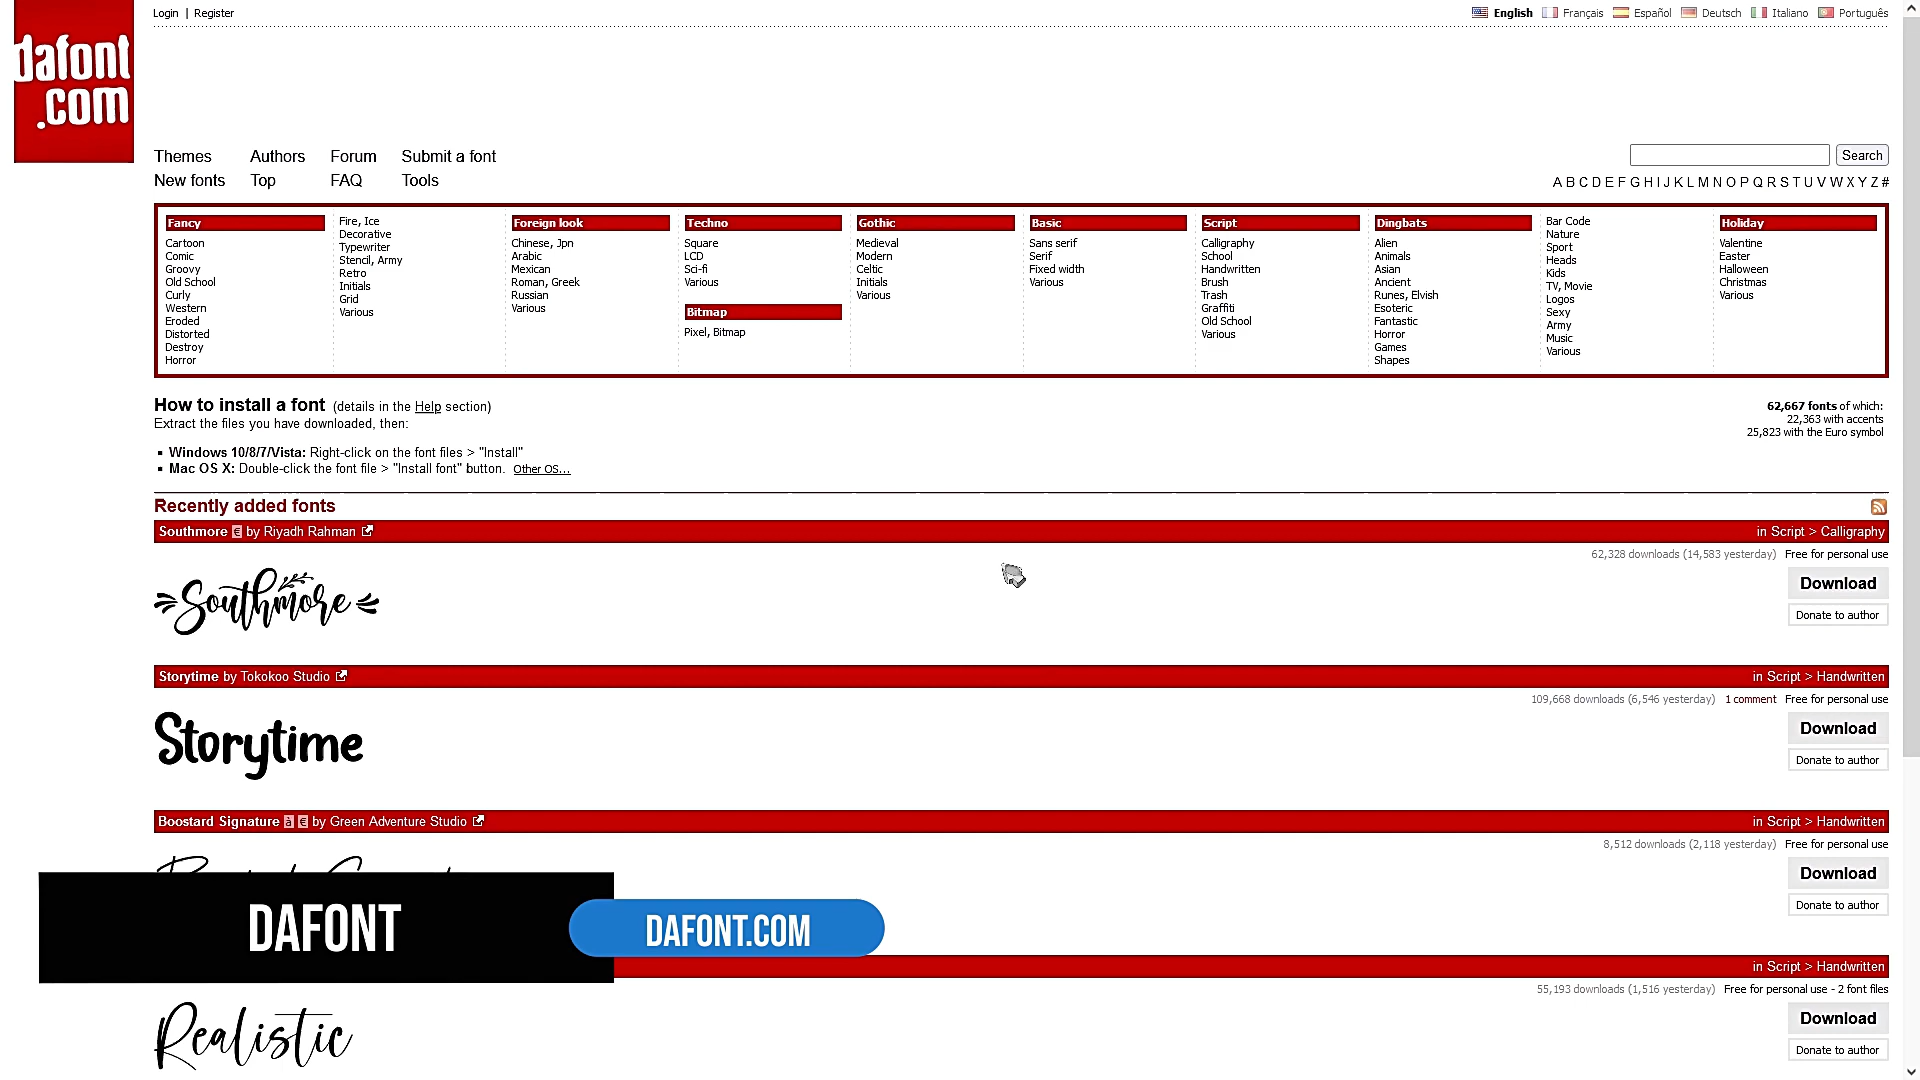 Login | Register
English Français Español Deutsch Italiano Português
dafont
.com
Themes Authors Forum Submit a font
New fonts Top FAQ Tools
Search
A B C D E F G H I J K L M N O P Q R S T U V W X Y Z #
Fancy
Cartoon
Comic
Groovy
Old School
Curly
Western
Eroded
Distorted
Destroy
Horror
Fire, Ice
Decorative
Typewriter
Stencil, Army
Retro
Initials
Grid
Various
Foreign look
Chinese, Jpn
Arabic
Mexican
Roman, Greek
Russian
Various
Techno
Square
LCD
Sci-fi
Various
Bitmap
Pixel, Bitmap
Gothic
Medieval
Modern
Celtic
Initials
Various
Basic
Sans serif
Serif
Fixed width
Various
Script
Calligraphy
School
Handwritten
Brush
Trash
Graffiti
Old School
Various
Dingbats
Alien
Animals
Asian
Ancient
Runes, Elvish
Esoteric
Fantastic
Horror
Games
Shapes
Bar Code
Nature
Sport
Heads
Kids
TV, Movie
Logos
Sexy
Army
Music
Various
Holiday
Valentine
Easter
Halloween
Christmas
Various
How to install a font (details in the Help section)
Extract the files you have downloaded, then:
▪ Windows 10/8/7/Vista: Right-click on the font files > "Install"
▪ Mac OS X: Double-click the font file > "Install font" button. Other OS...
62,667 fonts of which:
22,363 with accents
25,823 with the Euro symbol
Recently added fonts
Southmore € by Riyadh Rahman in Script > Calligraphy
62,328 downloads (14,583 yesterday) Free for personal use
Southmore
Download
Donate to author
Storytime by Tokokoo Studio in Script > Handwritten
109,668 downloads (6,546 yesterday) 1 comment Free for personal use
Storytime
Download
Donate to author
Boostard Signature à € by Green Adventure Studio in Script > Handwritten
8,512 downloads (2,118 yesterday) Free for personal use
Download
Donate to author
DAFONT
DAFONT.COM
in Script > Handwritten
55,193 downloads (1,516 yesterday) Free for personal use - 2 font files
Realistic
Download
Donate to author